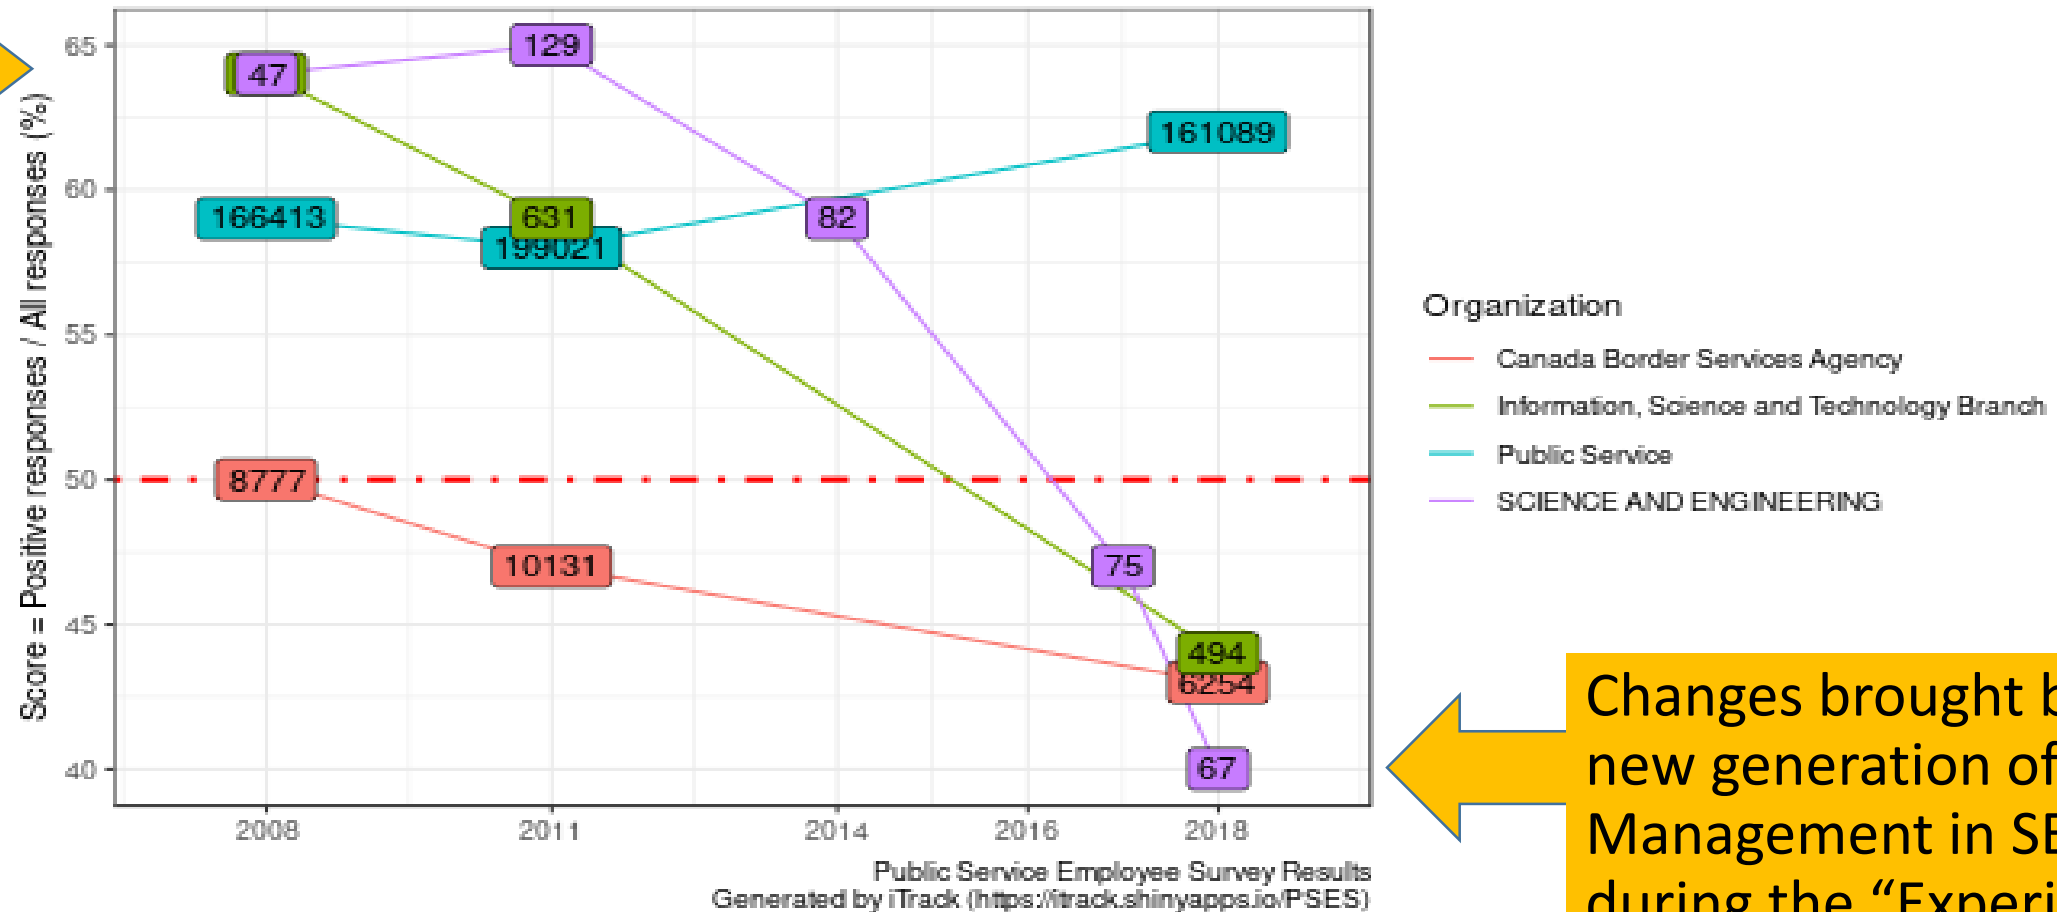 Score = Positive responses / All responses (%)
65
60
55
50
45
40
47
129
161089
166413
631
199021
82
8777
10131
75
494
6254
67
2008
2011
2014
2016
2018
Public Service Employee Survey Results
Generated by iTrack (https://itrack.shinyapps.io/PSES)
Organization
Canada Border Services Agency
Information, Science and Technology Branch
Public Service
SCIENCE AND ENGINEERING
Changes brought
new generation of
Management in
during the “Experi